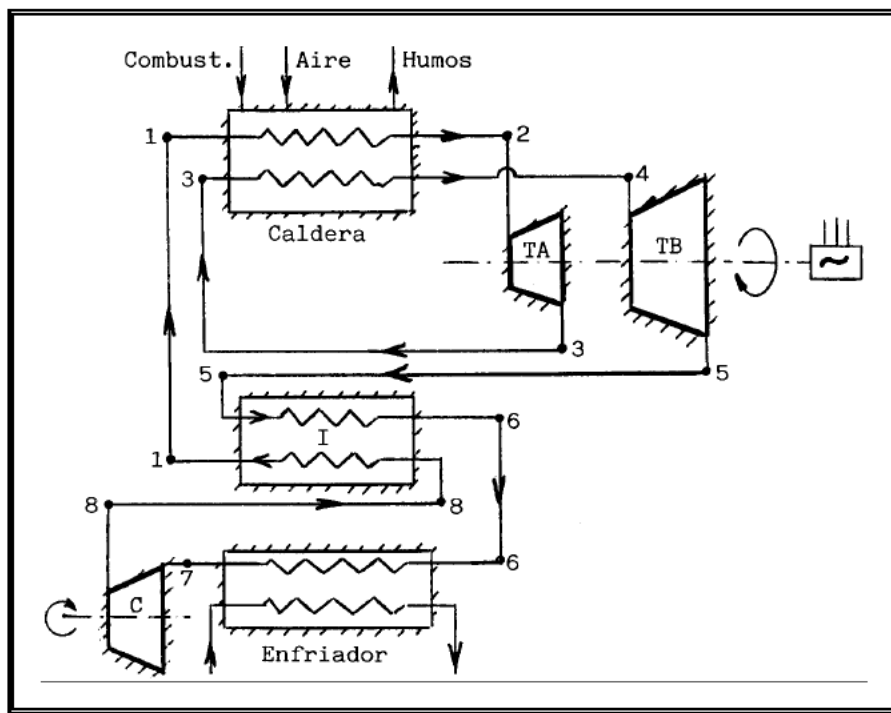 Combust. Aire Humos
1 2
3 4
Caldera
TA TB ~
3
5 5
I 6
1
8 8
7 6
C
Enfriador